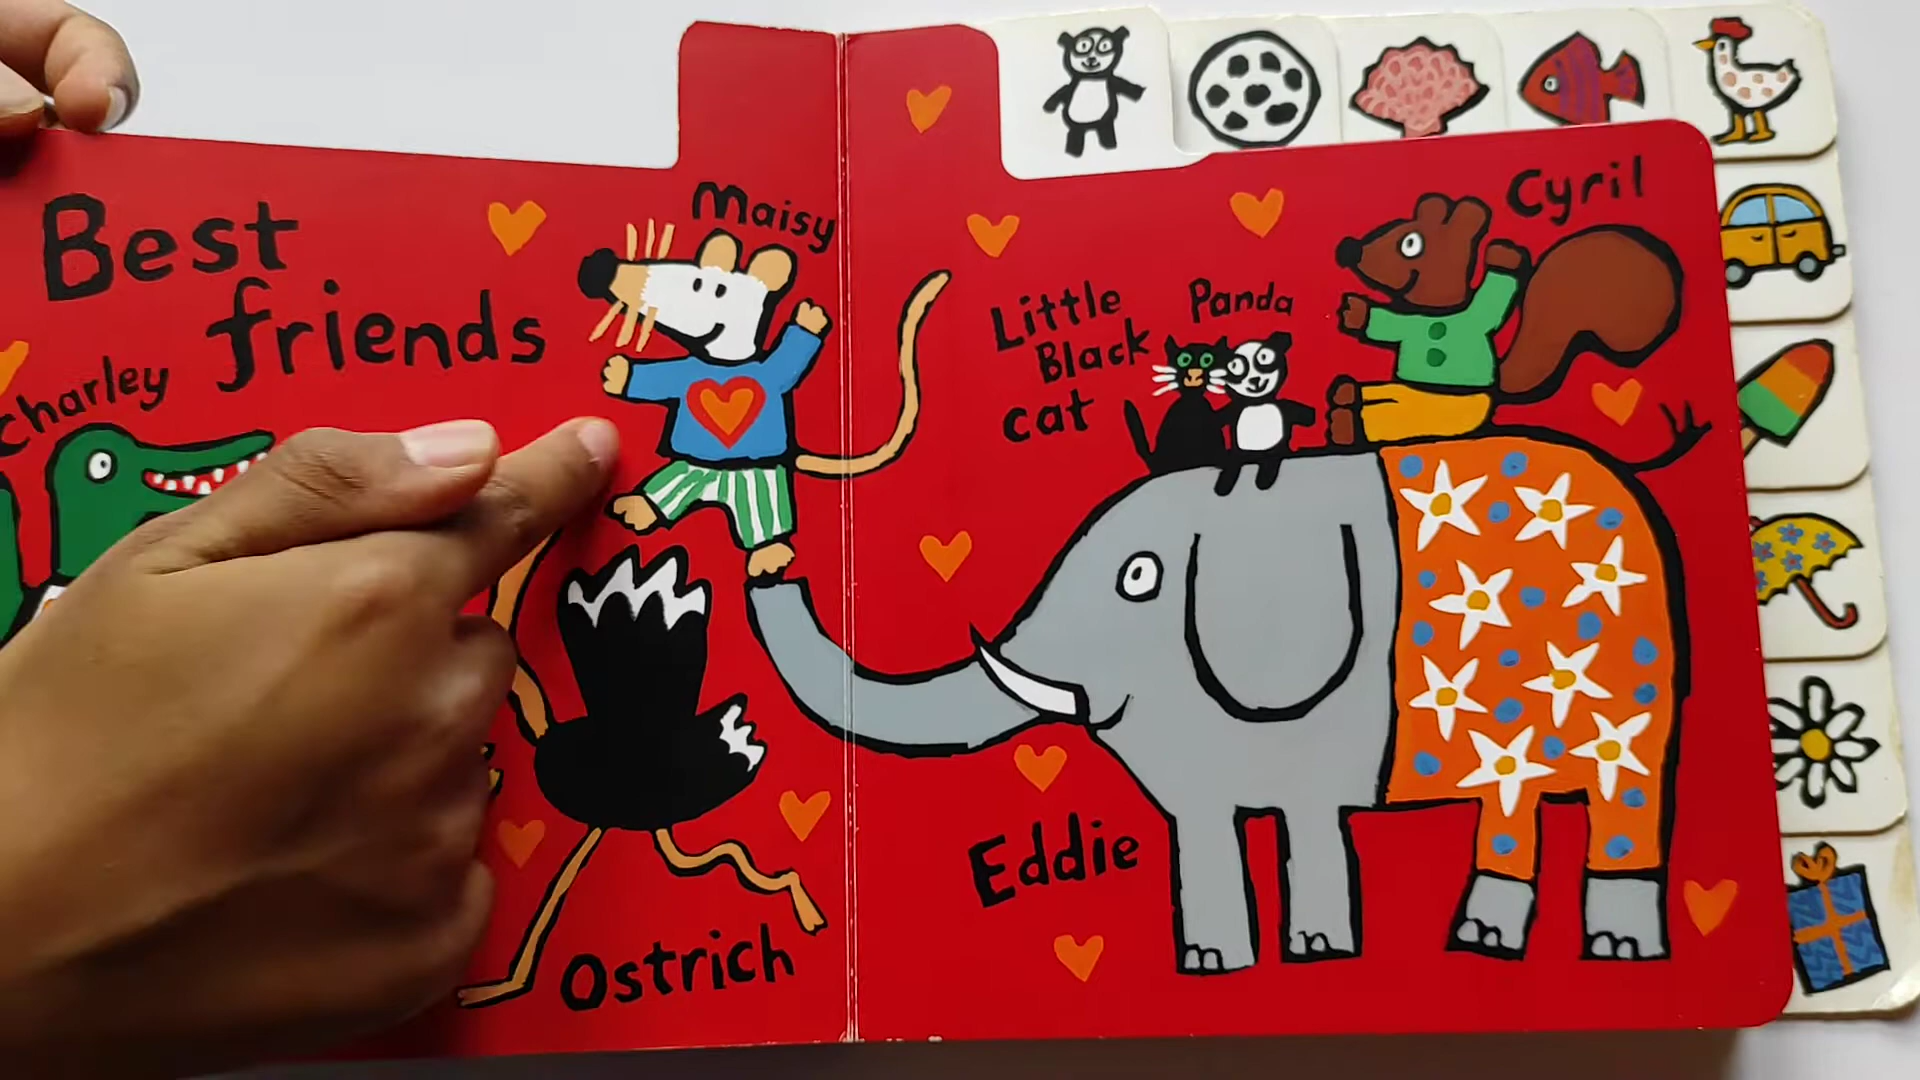 Best
friends
Charley
Maisy
Ostrich
Little
Black
cat
Panda
Cyril
Eddie